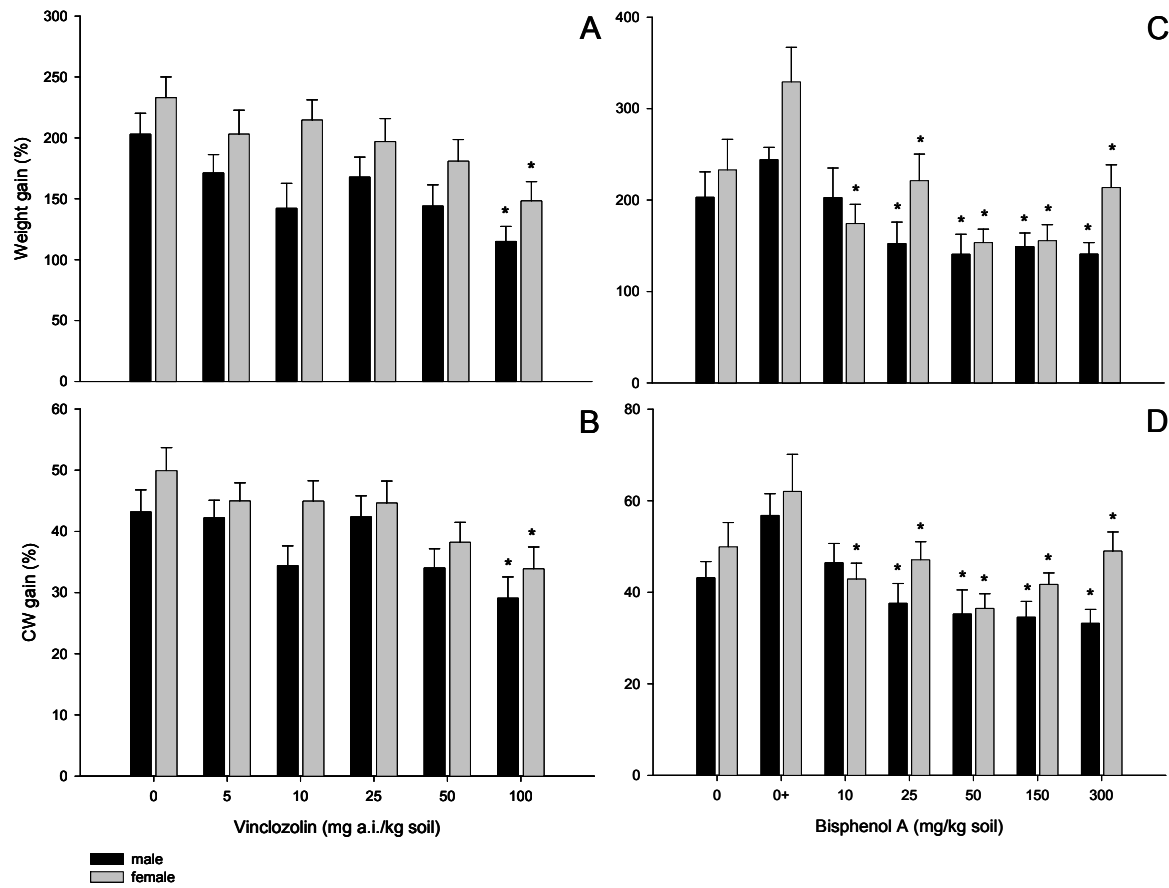 A
300
250
200
150
100
50
0
Weight gain (%)
* *
C
400
300
200
100
0
* * * * * * * * *
B
60
50
40
30
20
10
0
CW gain (%)
* *
0 5 10 25 50 100
Vinclozolin (mg a.i./kg soil)
D
80
60
40
20
0
* * * * * * * * *
0 0+ 10 25 50 150 300
Bisphenol A (mg/kg soil)
male
female